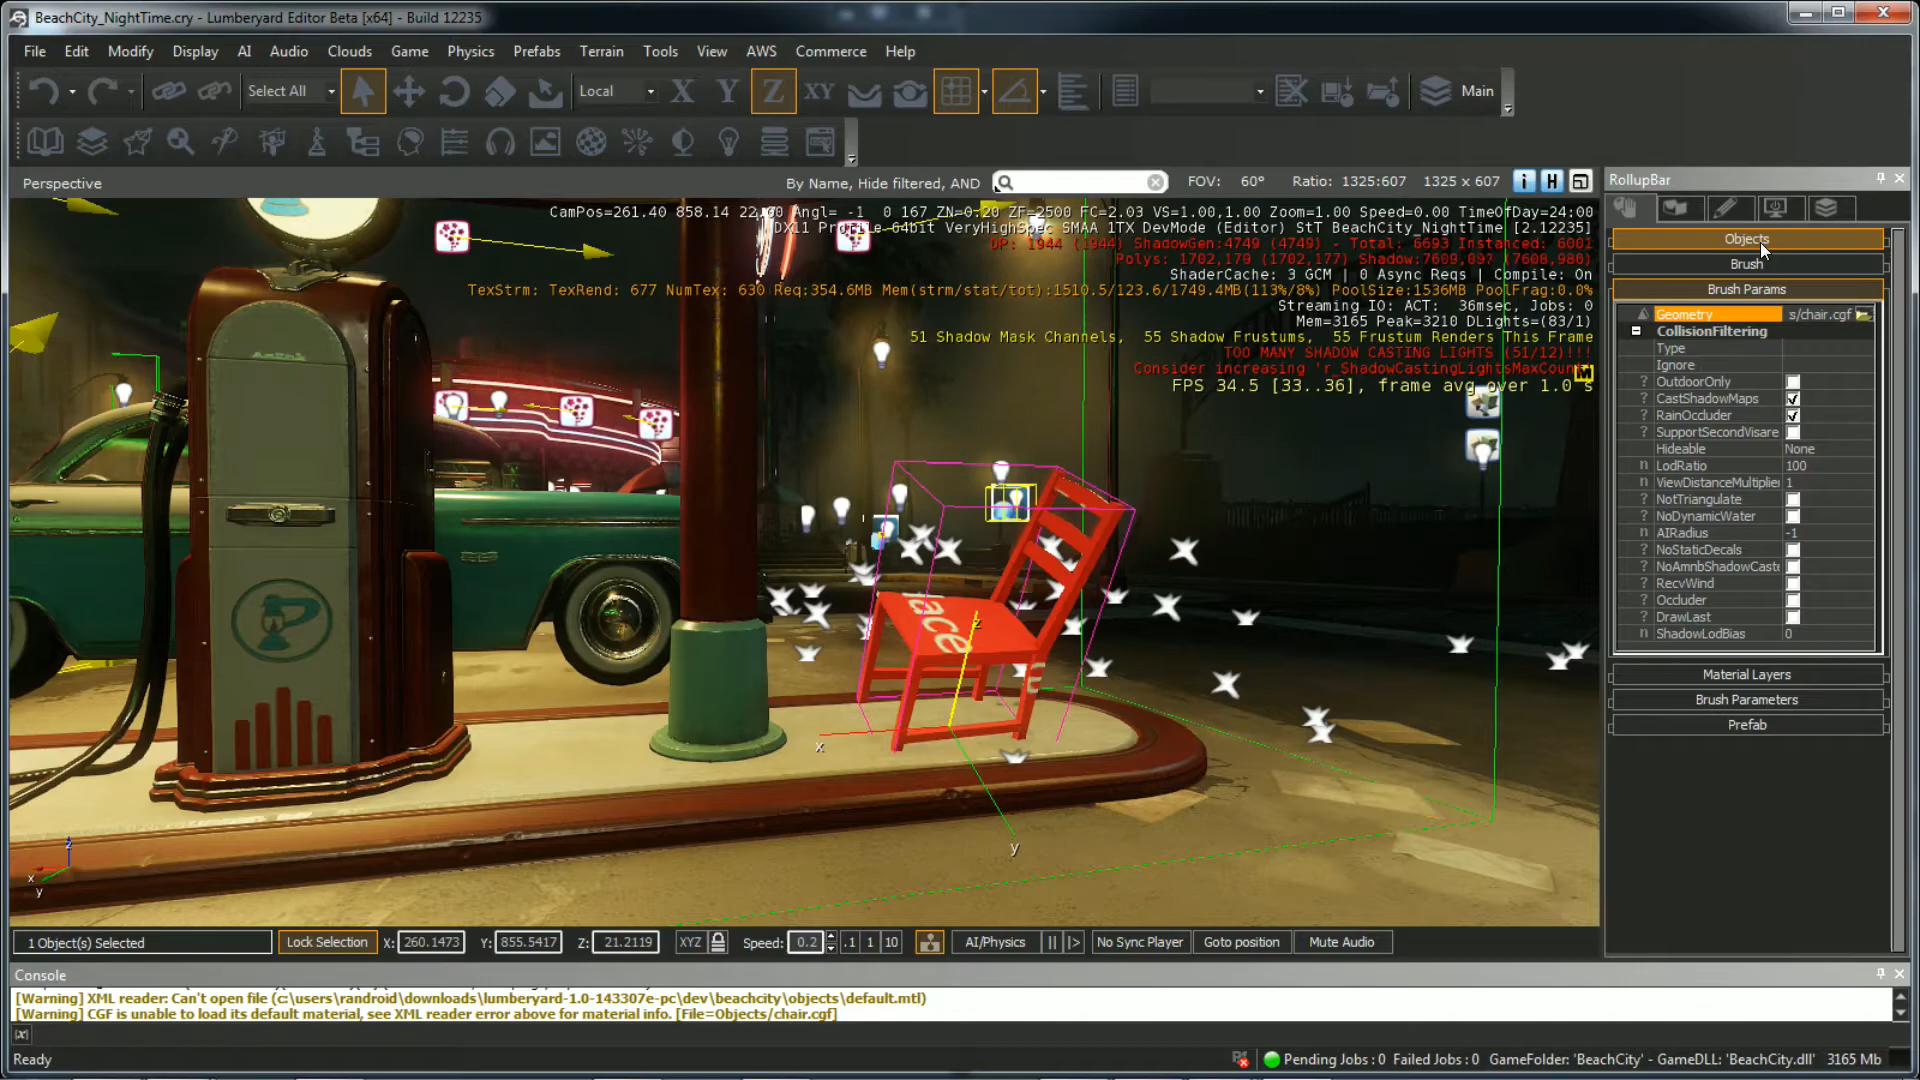 BeachCity_NightTime.cry - Lumberyard Editor Beta [x64] - Build 12235
File Edit Modify Display AI Audio Clouds Game Physics Prefabs Terrain Tools View AWS Commerce Help
Select All Local X Y Z XY Main
Perspective By Name, Hide filtered, AND FOV: 60° Ratio: 1325:607 1325 x 607 i H
CamPos=261.40 858.14 22.00 Angl= -1 0 167 ZN=0.20 ZF=2500 FC=2.03 VS=1.00,1.00 Zoom=1.00 Speed=0.00 TimeOfDay=24:00
DX11 Profile 64bit VeryHighSpec SMAA 1TX DevMode (Editor) StT BeachCity_NightTime [2.12235]
DP: 1944 (1944) ShadowGen:4749 (4749) - Total: 6693 Instanced: 6001
Polys: 1702,179 (1702,177) Shadow:7609,097 (7608,980)
ShaderCache: 3 GCM | 0 Async Reqs | Compile: On
TexStrm: TexRend: 677 NumTex: 630 Req:354.6MB Mem(strm/stat/tot):1510.5/123.6/1749.4MB(113%/8%) PoolSize:1536MB PoolFrag:0.0%
Streaming IO: ACT: 36msec, Jobs: 0
Mem=3165 Peak=3210 DLights=(83/1)
51 Shadow Mask Channels, 55 Shadow Frustums, 55 Frustum Renders This Frame
TOO MANY SHADOW CASTING LIGHTS (51/12)!!!
Consider increasing 'r_ShadowCastingLightsMaxCount'
M
FPS 34.5 [33..36], frame avg over 1.0 s
lace
z
x
y
z
x
y
RollupBar
Objects
Brush
Brush Params
Geometry s/chair.cgf
CollisionFiltering
Type
Ignore
? OutdoorOnly
? CastShadowMaps
? RainOccluder
? SupportSecondVisare
Hideable None
n LodRatio 100
n ViewDistanceMultiplier 1
? NotTriangulate
? NoDynamicWater
n AIRadius -1
? NoStaticDecals
? NoAmnbShadowCaste
? RecvWind
? Occluder
? DrawLast
n ShadowLodBias 0
Material Layers
Brush Parameters
Prefab
1 Object(s) Selected Lock Selection X: 260.1473 Y: 855.5417 Z: 21.2119 XYZ Speed: 0.2 .1 1 10 AI/Physics || |> No Sync Player Goto position Mute Audio
Console
[Warning] XML reader: Can't open file (c:\users\randroid\downloads\lumberyard-1.0-143307e-pc\dev\beachcity\objects\default.mtl)
[Warning] CGF is unable to load its default material, see XML reader error above for material info. [File=Objects/chair.cgf]
[x]
Ready Pending Jobs : 0 Failed Jobs : 0 GameFolder: 'BeachCity' - GameDLL: 'BeachCity.dll' 3165 Mb